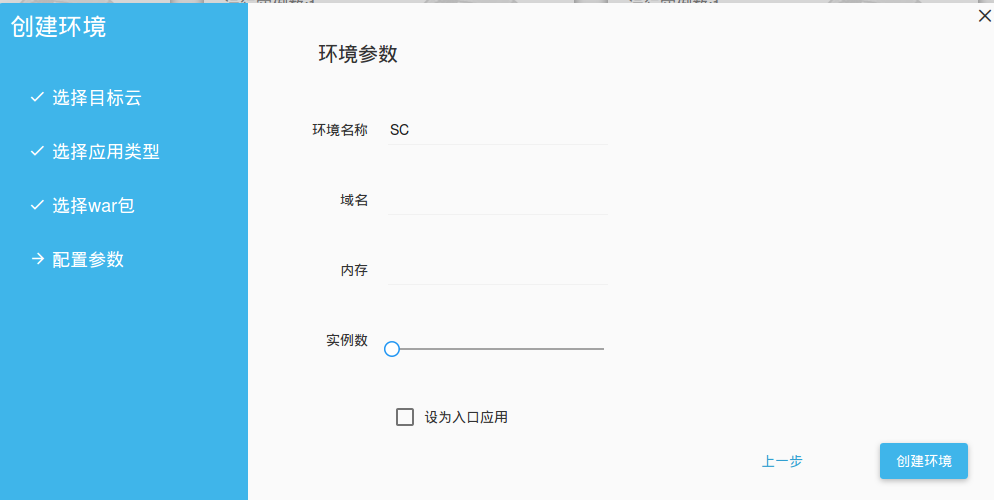 创建环境
选择目标云
选择应用类型
选择war包
配置参数
环境参数
环境名称 SC
域名
内存
实例数
设为入口应用
上一步 创建环境